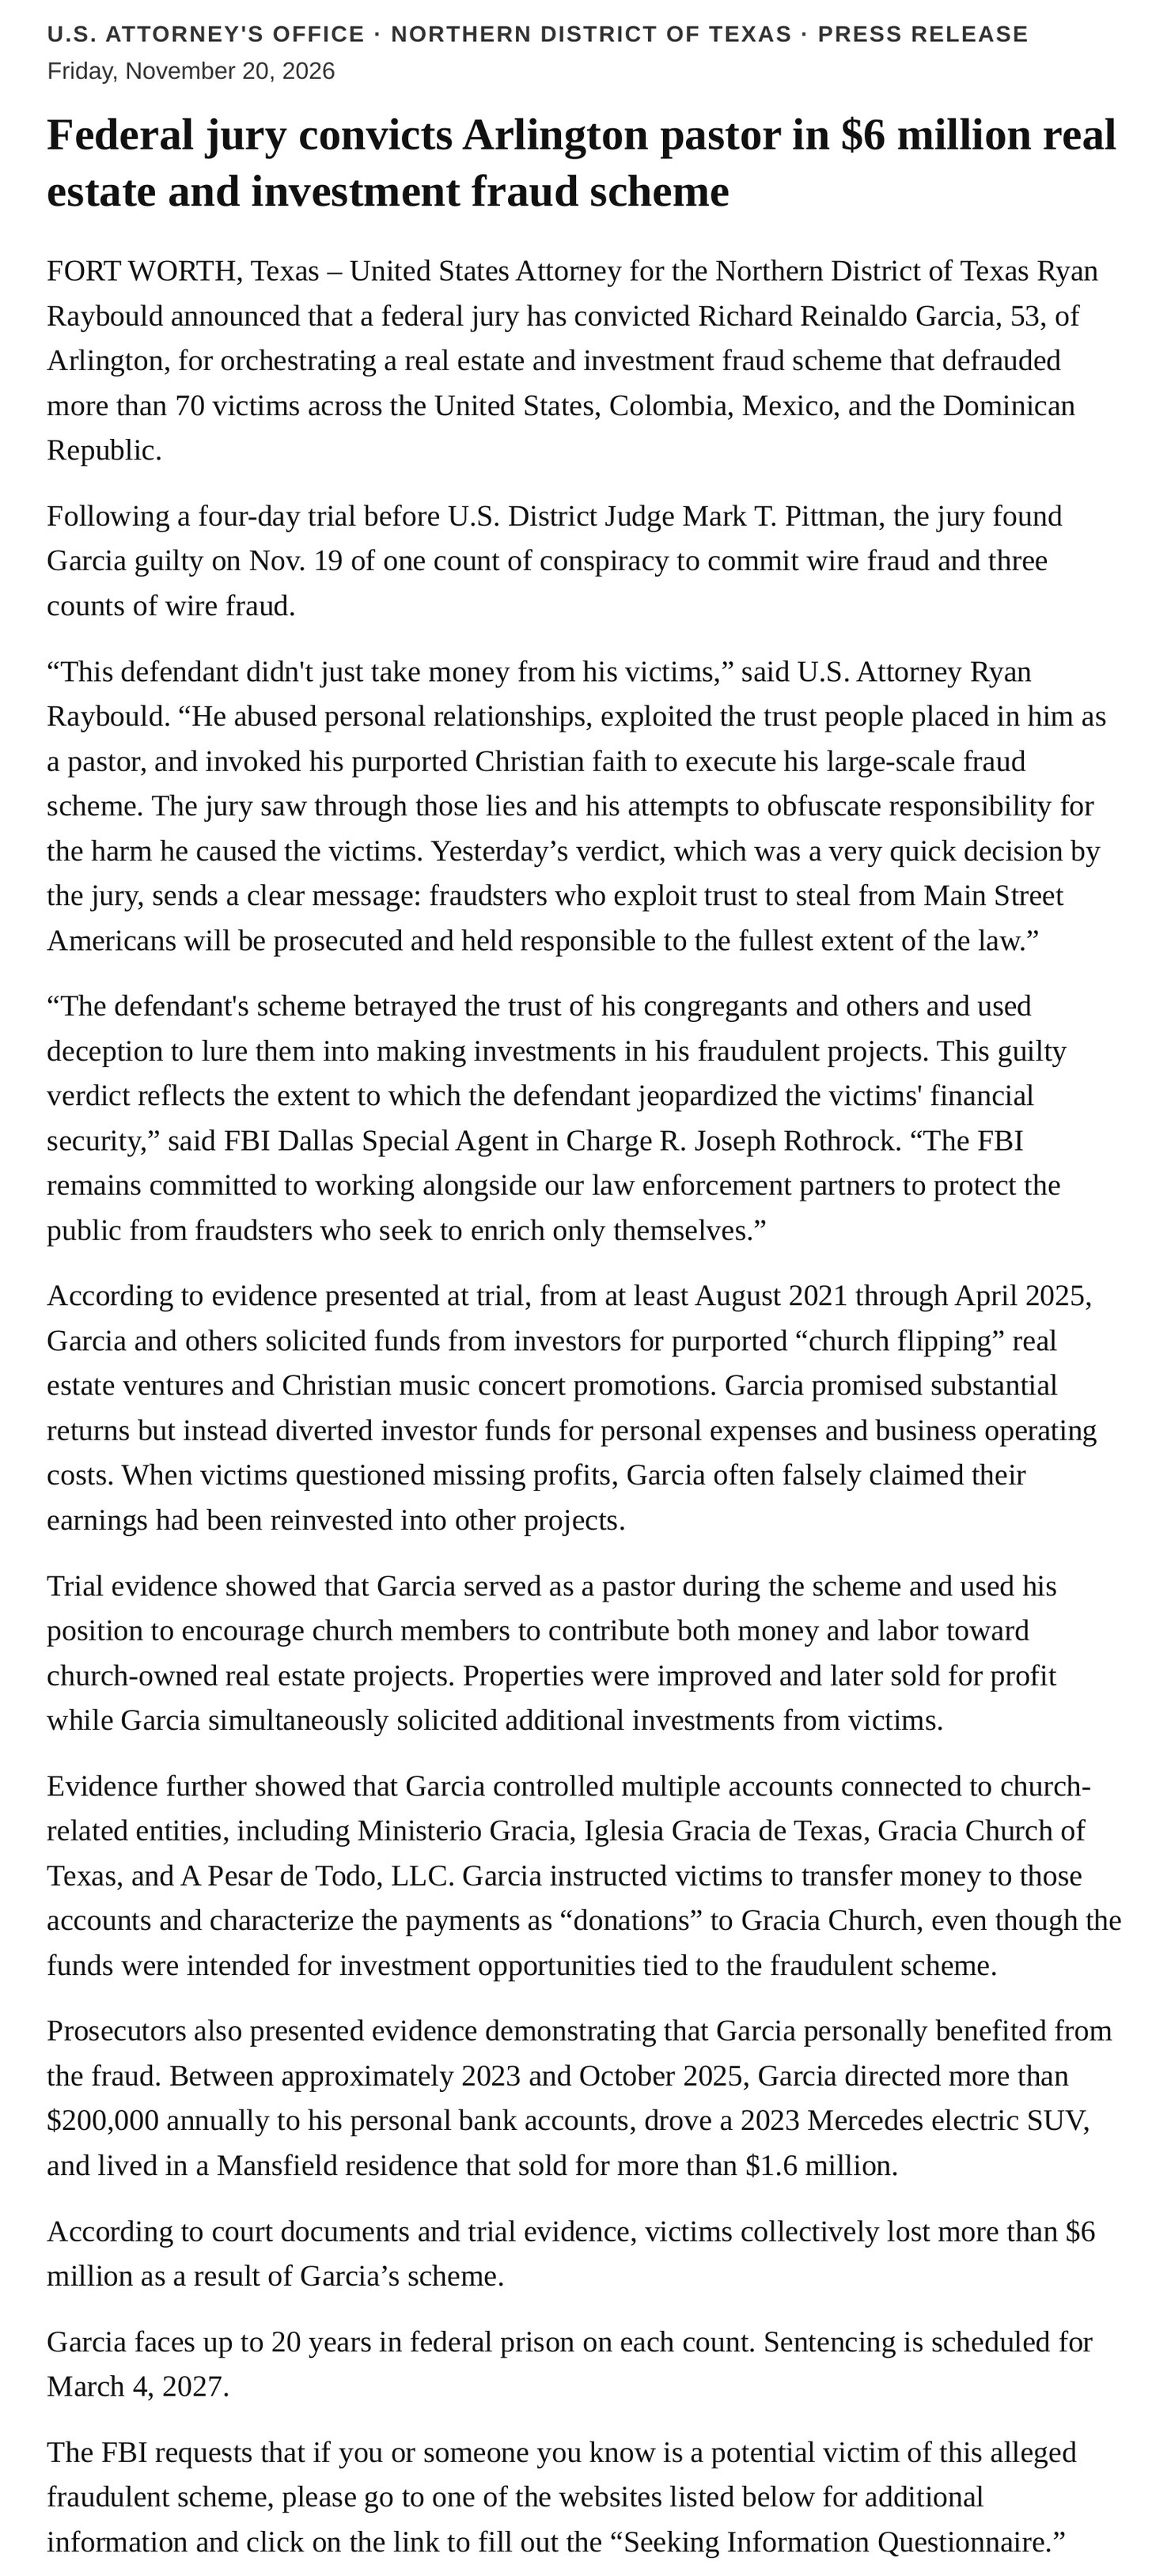 U.S. ATTORNEY'S OFFICE · NORTHERN DISTRICT OF TEXAS · PRESS RELEASE
Friday, November 20, 2026
Federal jury convicts Arlington pastor in $6 million real
estate and investment fraud scheme
FORT WORTH, Texas – United States Attorney for the Northern District of Texas Ryan
Raybould announced that a federal jury has convicted Richard Reinaldo Garcia, 53, of
Arlington, for orchestrating a real estate and investment fraud scheme that defrauded
more than 70 victims across the United States, Colombia, Mexico, and the Dominican
Republic.
Following a four-day trial before U.S. District Judge Mark T. Pittman, the jury found
Garcia guilty on Nov. 19 of one count of conspiracy to commit wire fraud and three
counts of wire fraud.
“This defendant didn't just take money from his victims,” said U.S. Attorney Ryan
Raybould. “He abused personal relationships, exploited the trust people placed in him as
a pastor, and invoked his purported Christian faith to execute his large-scale fraud
scheme. The jury saw through those lies and his attempts to obfuscate responsibility for
the harm he caused the victims. Yesterday’s verdict, which was a very quick decision by
the jury, sends a clear message: fraudsters who exploit trust to steal from Main Street
Americans will be prosecuted and held responsible to the fullest extent of the law.”
“The defendant's scheme betrayed the trust of his congregants and others and used
deception to lure them into making investments in his fraudulent projects. This guilty
verdict reflects the extent to which the defendant jeopardized the victims' financial
security,” said FBI Dallas Special Agent in Charge R. Joseph Rothrock. “The FBI
remains committed to working alongside our law enforcement partners to protect the
public from fraudsters who seek to enrich only themselves.”
According to evidence presented at trial, from at least August 2021 through April 2025,
Garcia and others solicited funds from investors for purported “church flipping” real
estate ventures and Christian music concert promotions. Garcia promised substantial
returns but instead diverted investor funds for personal expenses and business operating
costs. When victims questioned missing profits, Garcia often falsely claimed their
earnings had been reinvested into other projects.
Trial evidence showed that Garcia served as a pastor during the scheme and used his
position to encourage church members to contribute both money and labor toward
church-owned real estate projects. Properties were improved and later sold for profit
while Garcia simultaneously solicited additional investments from victims.
Evidence further showed that Garcia controlled multiple accounts connected to church-
related entities, including Ministerio Gracia, Iglesia Gracia de Texas, Gracia Church of
Texas, and A Pesar de Todo, LLC. Garcia instructed victims to transfer money to those
accounts and characterize the payments as “donations” to Gracia Church, even though the
funds were intended for investment opportunities tied to the fraudulent scheme.
Prosecutors also presented evidence demonstrating that Garcia personally benefited from
the fraud. Between approximately 2023 and October 2025, Garcia directed more than
$200,000 annually to his personal bank accounts, drove a 2023 Mercedes electric SUV,
and lived in a Mansfield residence that sold for more than $1.6 million.
According to court documents and trial evidence, victims collectively lost more than $6
million as a result of Garcia’s scheme.
Garcia faces up to 20 years in federal prison on each count. Sentencing is scheduled for
March 4, 2027.
The FBI requests that if you or someone you know is a potential victim of this alleged
fraudulent scheme, please go to one of the websites listed below for additional
information and click on the link to fill out the “Seeking Information Questionnaire.”